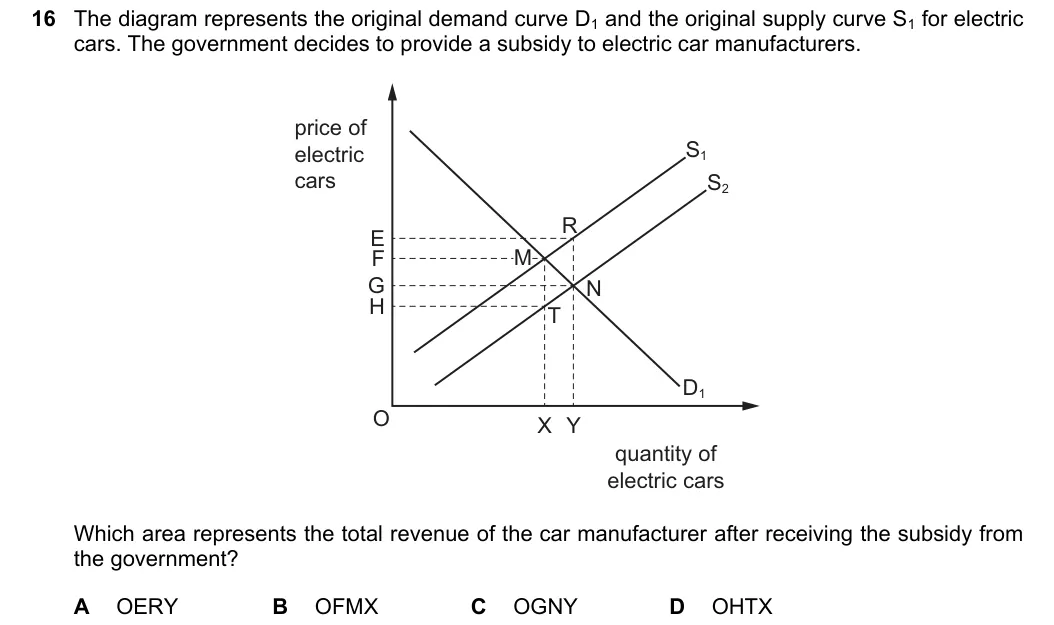 16 The diagram represents the original demand curve D₁ and the original supply curve S₁ for electric
cars. The government decides to provide a subsidy to electric car manufacturers.
price of
electric
cars
S₁
S₂
R
E
F
M
G
N
H
T
D₁
O
X Y
quantity of
electric cars
Which area represents the total revenue of the car manufacturer after receiving the subsidy from
the government?
A OERY B OFMX C OGNY D OHTX